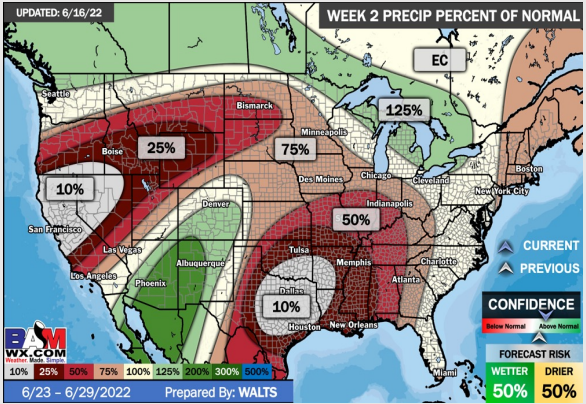 UPDATED: 6/16/22
WEEK 2 PRECIP PERCENT OF NORMAL
EC
Seattle
125%
Bismarck
Minneapolis
Boise
25%
75%
Boston
Chicago
Cleveland
Des Moines
New York City
10%
Denver
Indianapolis
50%
San Francisco
Las Vegas
Tulsa
CURRENT
Albuquerque
Memphis
Charlotte
PREVIOUS
Los Angeles
Phoenix
Atlanta
Dallas
10%
CONFIDENCE
Houston
New Orleans
Below Normal
Above Normal
BAM
WX.COM
Weather. Made. Simple.
FORECAST RISK
10% 25% 50% 75% 100% 125% 200% 300% 500%
Miami
WETTER
DRIER
50%
50%
6/23 – 6/29/2022
Prepared By: WALTS